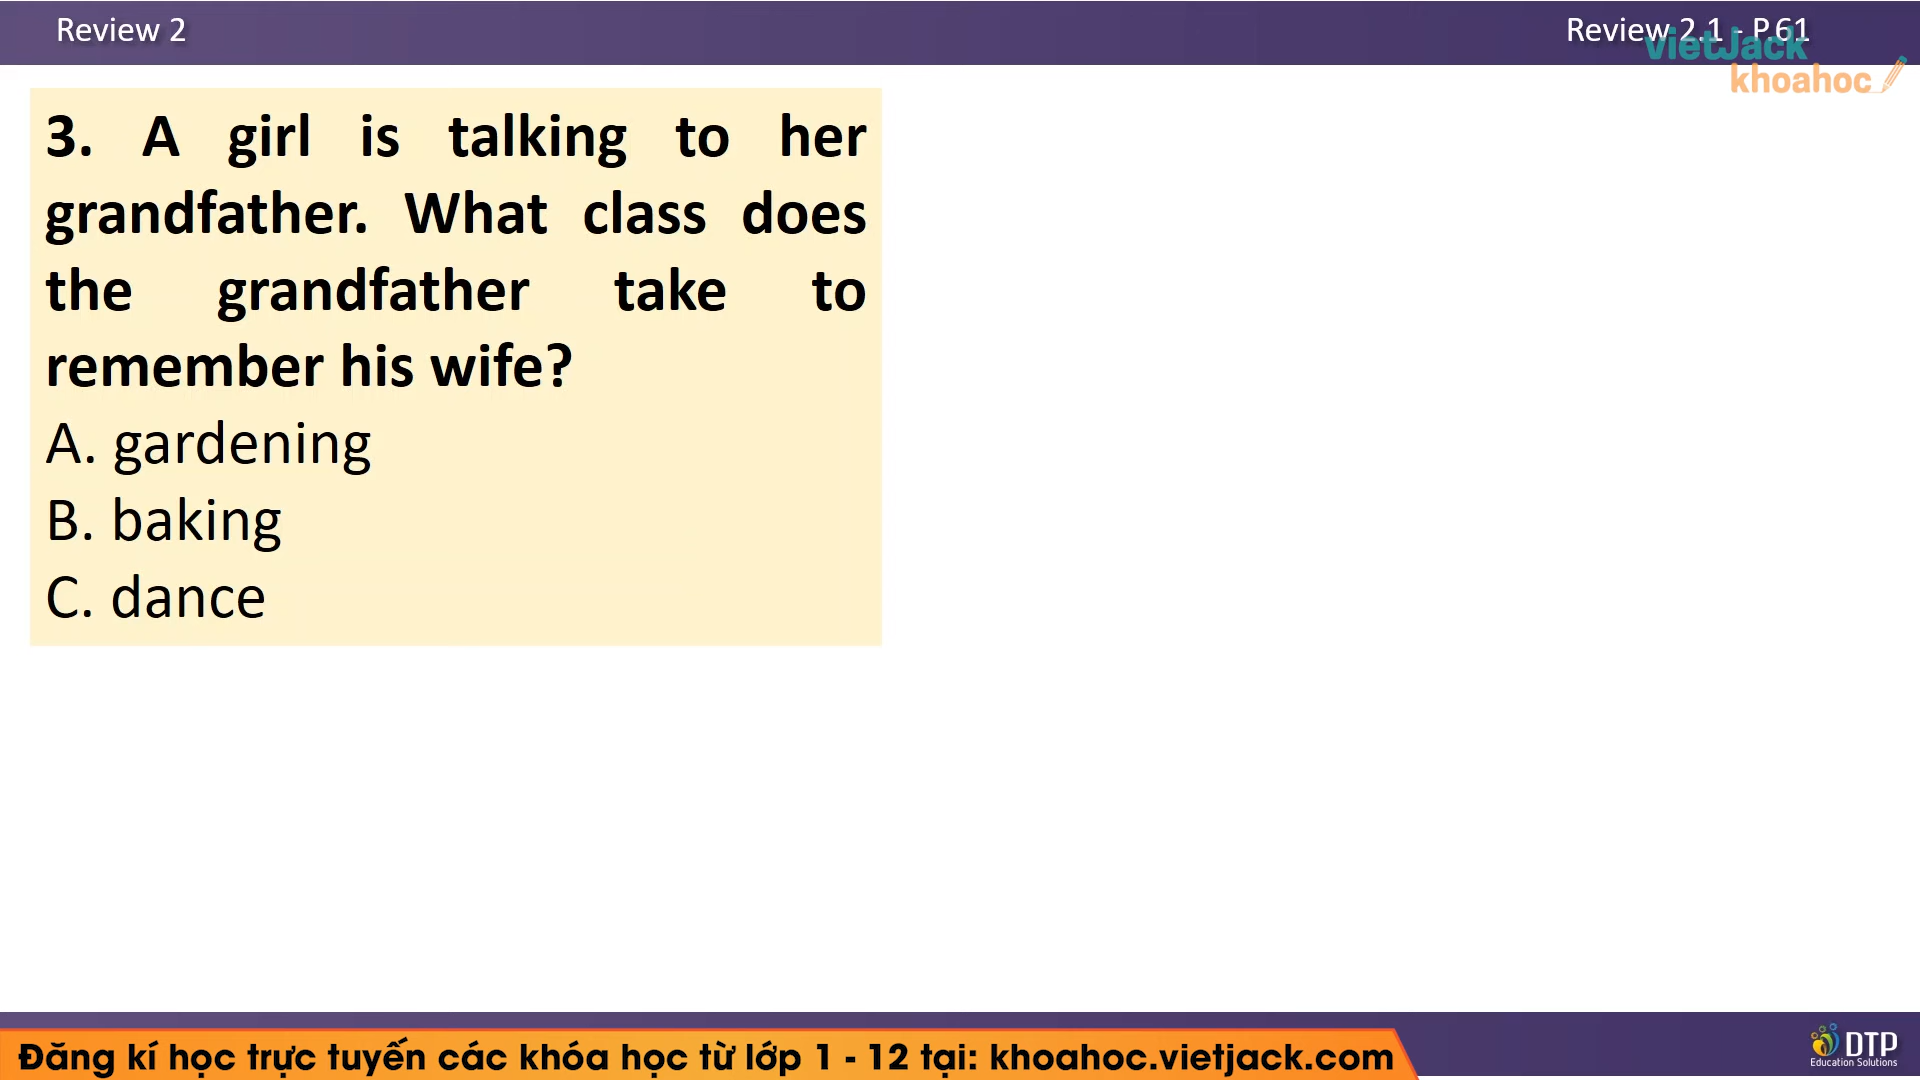 Review 2
Review 2.1 - P.61
vietJack
khoahoc
3. A girl is talking to her
grandfather. What class does
the grandfather take to
remember his wife?
A. gardening
B. baking
C. dance
Đăng kí học trực tuyến các khóa học từ lớp 1 - 12 tại: khoahoc.vietjack.com
DTP
Education Solutions